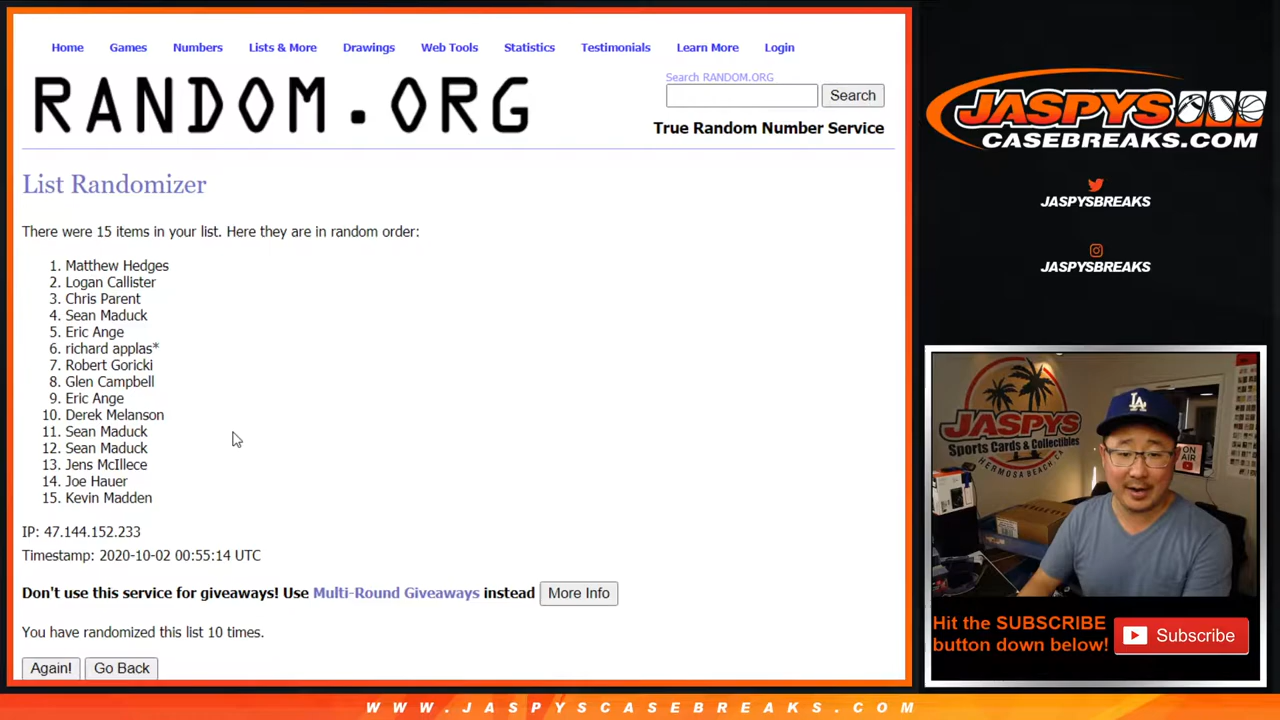 Home Games Numbers Lists & More Drawings Web Tools Statistics Testimonials Learn More Login
RANDOM.ORG
Search RANDOM.ORG
Search
True Random Number Service
List Randomizer
There were 15 items in your list. Here they are in random order:
1. Matthew Hedges
2. Logan Callister
3. Chris Parent
4. Sean Maduck
5. Eric Ange
6. richard applas*
7. Robert Goricki
8. Glen Campbell
9. Eric Ange
10. Derek Melanson
11. Sean Maduck
12. Sean Maduck
13. Jens McIllece
14. Joe Hauer
15. Kevin Madden
IP: 47.144.152.233
Timestamp: 2020-10-02 00:55:14 UTC
Don't use this service for giveaways! Use Multi-Round Giveaways instead More Info
You have randomized this list 10 times.
Again! Go Back
JASPYS
CASEBREAKS.COM
JASPYSBREAKS
JASPYSBREAKS
JASPYS
Sports Cards & Collectibles
HERMOSA BEACH, CA
LA
ON AIR
Hit the SUBSCRIBE
button down below!
Subscribe
WWW.JASPYSCASEBREAKS.COM